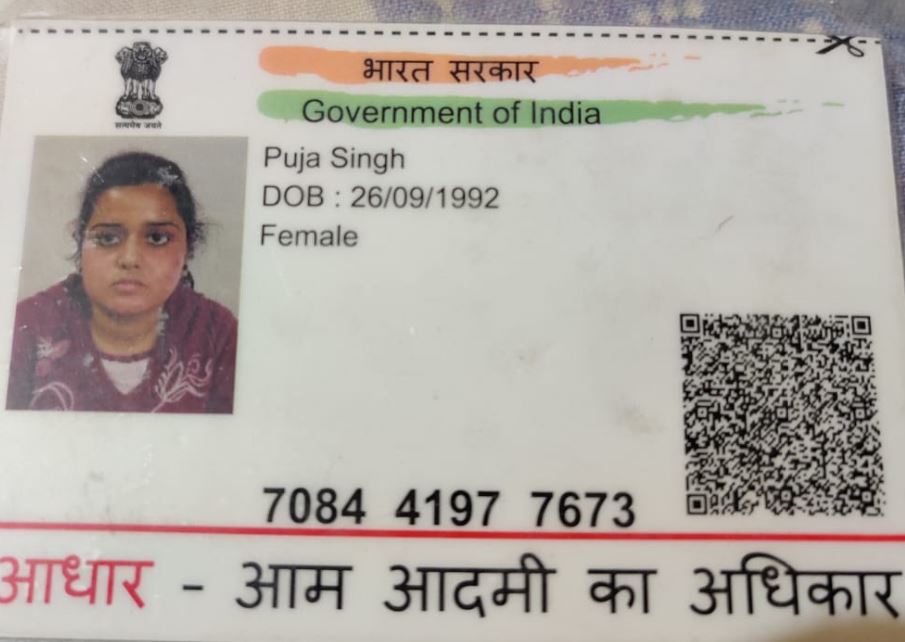 सत्यमेव जयते
भारत सरकार
Government of India
Puja Singh
DOB : 26/09/1992
Female
7084 4197 7673
आधार - आम आदमी का अधिकार